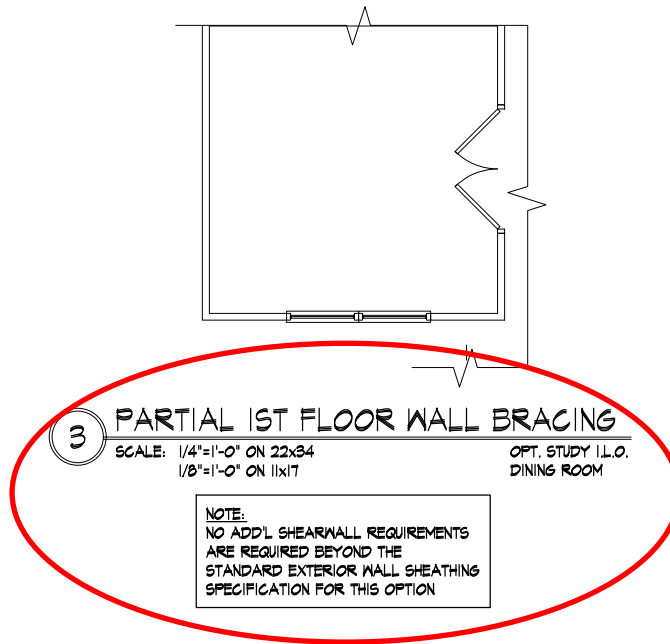 3
PARTIAL 1ST FLOOR WALL BRACING
SCALE: 1/4"=1'-0" ON 22x34
1/8"=1'-0" ON 11x17
OPT. STUDY I.L.O.
DINING ROOM
NOTE:
NO ADD'L SHEARWALL REQUIREMENTS
ARE REQUIRED BEYOND THE
STANDARD EXTERIOR WALL SHEATHING
SPECIFICATION FOR THIS OPTION